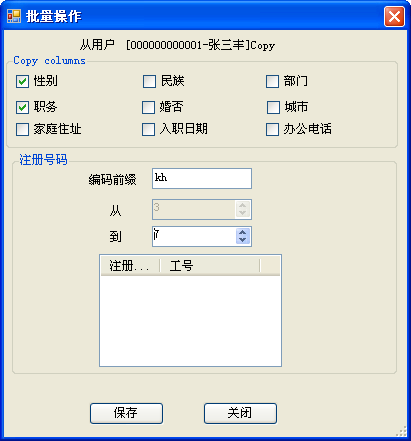 批量操作
从用户 [000000000001-张三丰]Copy
Copy columns
性别 民族 部门
职务 婚否 城市
家庭住址 入职日期 办公电话
注册号码
编码前缀 kh
从 3
到 7
注册... 工号
保存 关闭